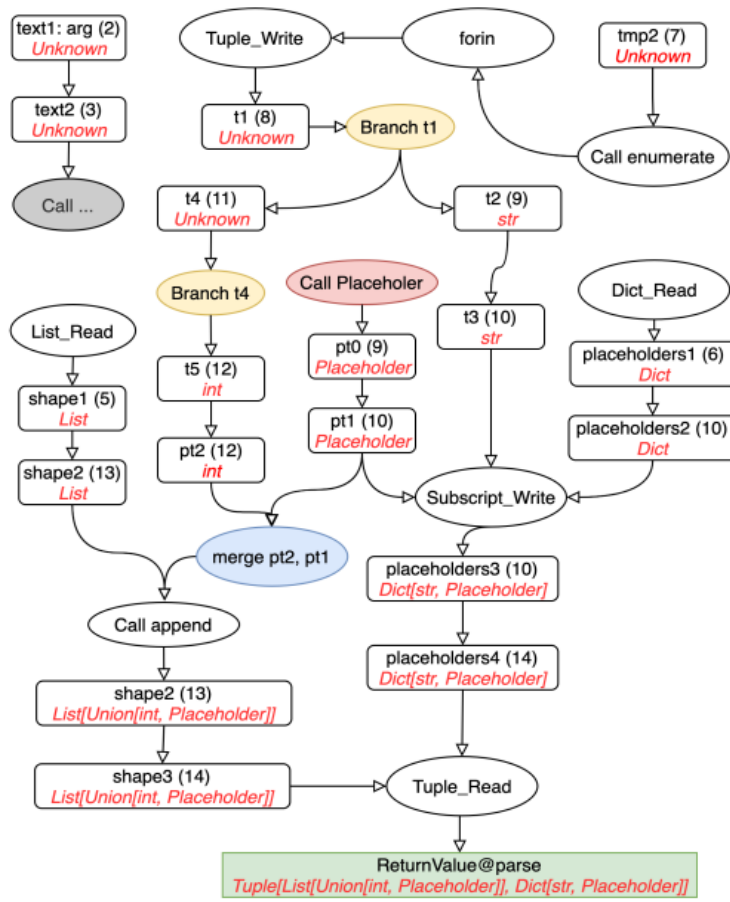 text1: arg (2)
Unknown
Tuple_Write
forin
tmp2 (7)
Unknown
text2 (3)
Unknown
t1 (8)
Unknown
Branch t1
Call enumerate
Call ...
t4 (11)
Unknown
t2 (9)
str
Branch t4
Call Placeholer
Dict_Read
List_Read
t3 (10)
str
pt0 (9)
Placeholder
placeholders1 (6)
Dict
t5 (12)
int
shape1 (5)
List
pt1 (10)
Placeholder
placeholders2 (10)
Dict
pt2 (12)
int
shape2 (13)
List
Subscript_Write
merge pt2, pt1
placeholders3 (10)
Dict[str, Placeholder]
Call append
placeholders4 (14)
Dict[str, Placeholder]
shape2 (13)
List[Union[int, Placeholder]]
shape3 (14)
List[Union[int, Placeholder]]
Tuple_Read
ReturnValue@parse
Tuple[List[Union[int, Placeholder]], Dict[str, Placeholder]]